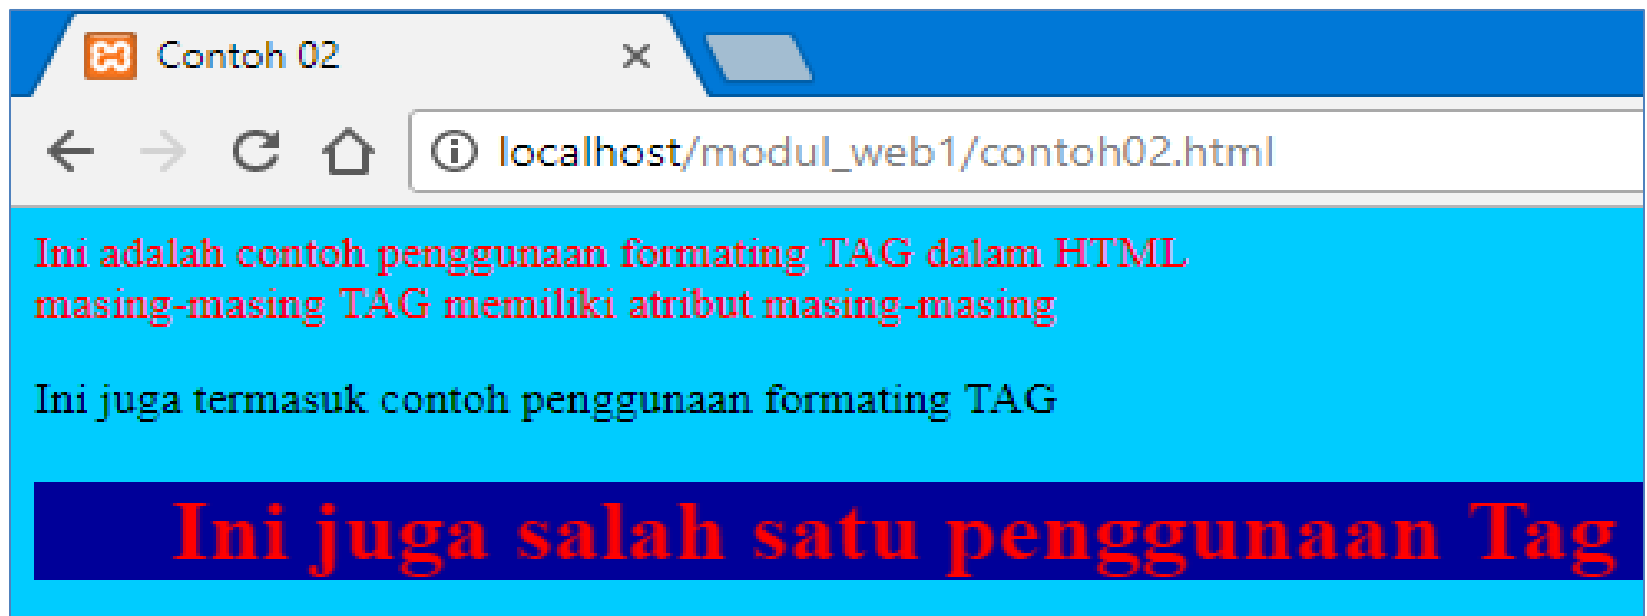 Contoh 02
localhost/modul_web1/contoh02.html
Ini adalah contoh penggunaan formating TAG dalam HTML
masing-masing TAG memiliki atribut masing-masing
Ini juga termasuk contoh penggunaan formating TAG
Ini juga salah satu penggunaan Tag